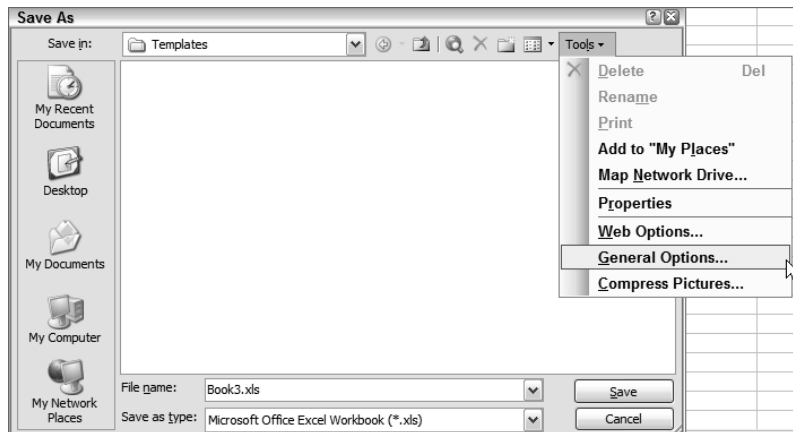 Save As
Save in:
Templates
Tools
My Recent
Documents
Desktop
My Documents
My Computer
My Network
Places
Delete Del
Rename
Print
Add to "My Places"
Map Network Drive...
Properties
Web Options...
General Options...
Compress Pictures...
File name:
Book3.xls
Save
Save as type:
Microsoft Office Excel Workbook (*.xls)
Cancel